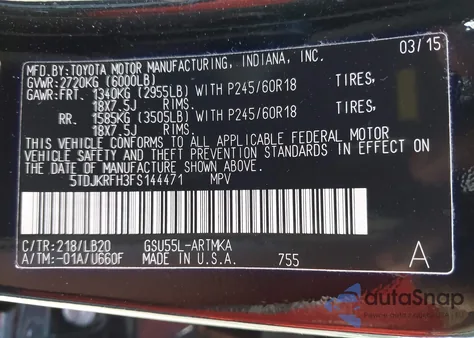 MFD.BY:TOYOTA MOTOR MANUFACTURING, INDIANA, INC. 03/15
GVWR:2720KG (6000LB)
GAWR:FRT. 1340KG (2955LB) WITH P245/60R18 TIRES,
18X7.5J RIMS.
RR. 1585KG (3505LB) WITH P245/60R18 TIRES,
18X7.5J RIMS.
THIS VEHICLE CONFORMS TO ALL APPLICABLE FEDERAL MOTOR
VEHICLE SAFETY AND THEFT PREVENTION STANDARDS IN EFFECT ON
THE DATE OF MANUFACTURE SHOWN ABOVE.
5TDJKRFH3FS144471 MPV
C/TR:218/LB20 GSU55L-ARTMKA
A/TM:-01A/U660F MADE IN U.S.A. 755 A
autoSnap